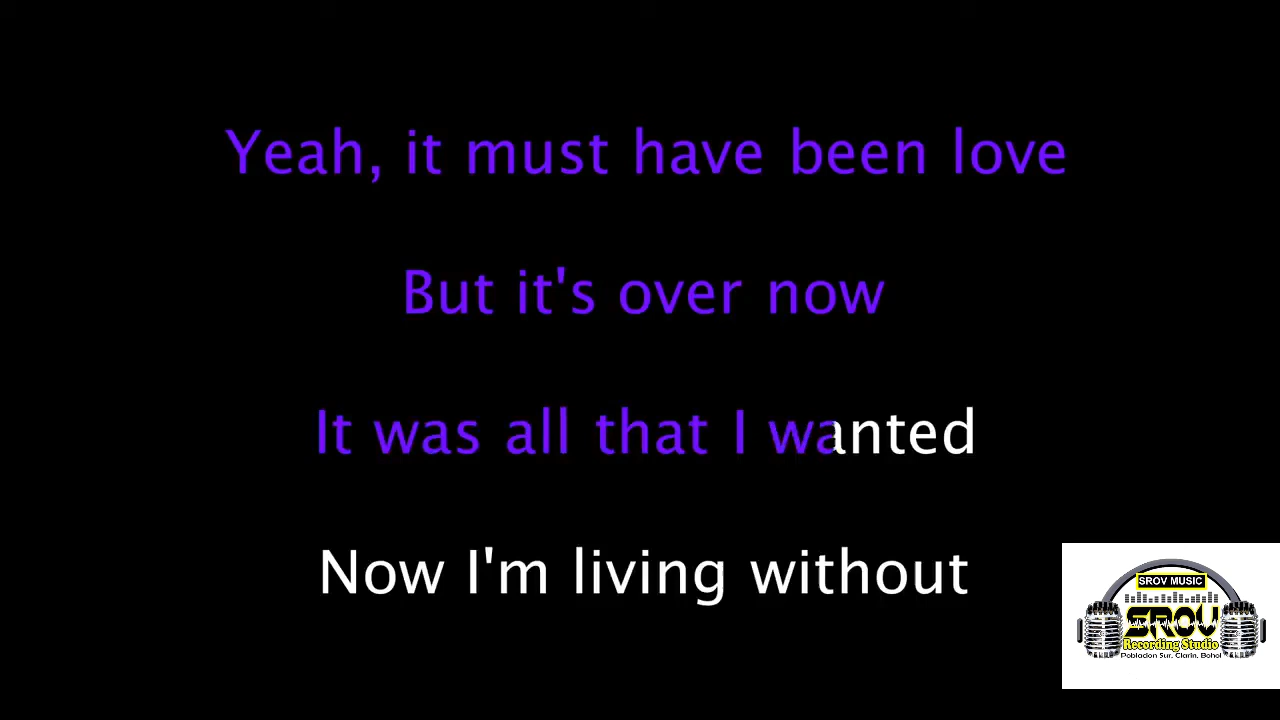 Yeah, it must have been love
But it's over now
It was all that I wanted
Now I'm living without
SROV MUSIC
SROV
Recording Studio
Poblacion Sur, Clarin, Bohol